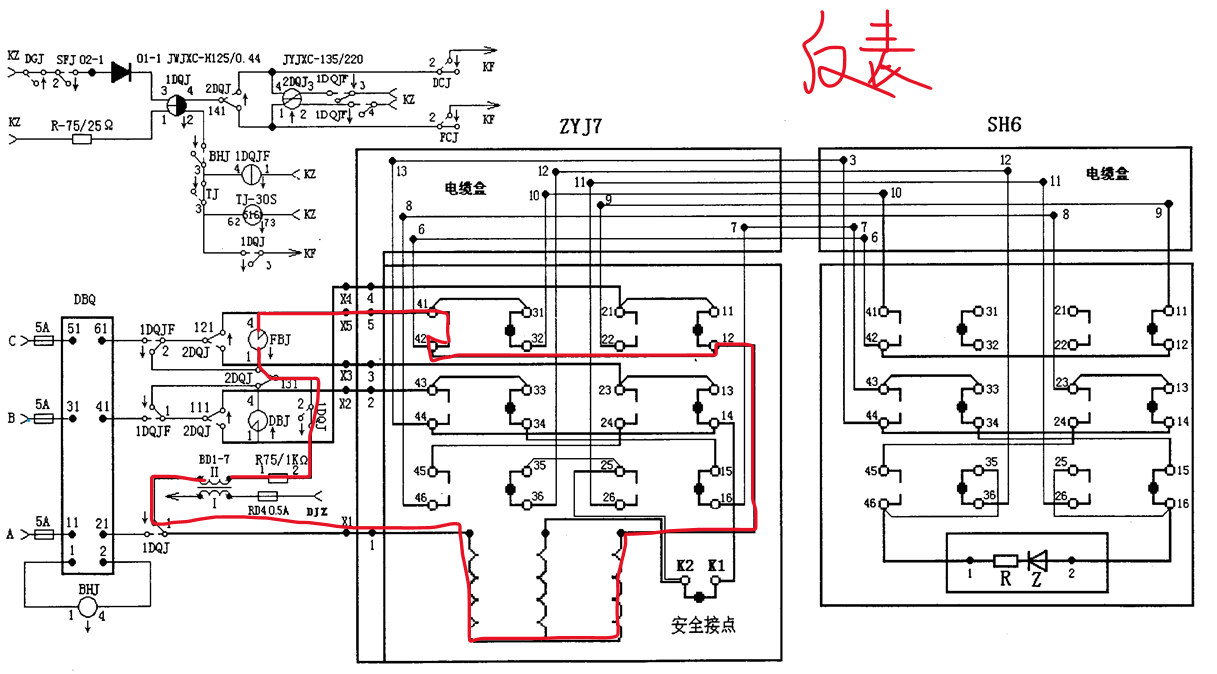 反表
KZ DGJ SFJ 02-1 01-1 JWJXC-H125/0.44 JYJXC-135/220
2 1DQJ 3 4 1 2
2DQJ 141
2DQJ 4 3 1 2
1DQJF 3 KZ
1DQJF 4
2 DCJ KF
2 FCJ KF
KZ R-75/25Ω
BHJ 3 1DQJF 4 1 KZ
TJ 3 TJ-30S 62 73 KZ
1DQJ 3 KF
DBQ
C 5A 51 61 1DQJF 2 121 2DQJ 4 FBJ 1
2DQJ 131
B 5A 31 41 1DQJF 1 111 2DQJ 4 DBJ 1
2 1DQJ
BD1-7 II I R75/1KΩ 1 2
RD4 0.5A DJZ
A 5A 11 21 1DQJ 1
1 2
BHJ 1 4
X4 4
X5 5
X3 3
X2 2
X1 1
ZYJ7
电缆盒
13 12 11 10 9 8 7 6
41 31 21 11
42 32 22 12
43 33 23 13
44 34 24 14
45 35 25 15
46 36 26 16
K2 K1
安全接点
SH6
电缆盒
3 12 11 10 9 8 7 6
41 31 21 11
42 32 22 12
43 33 23 13
44 34 24 14
45 35 25 15
46 36 26 16
1 R Z 2